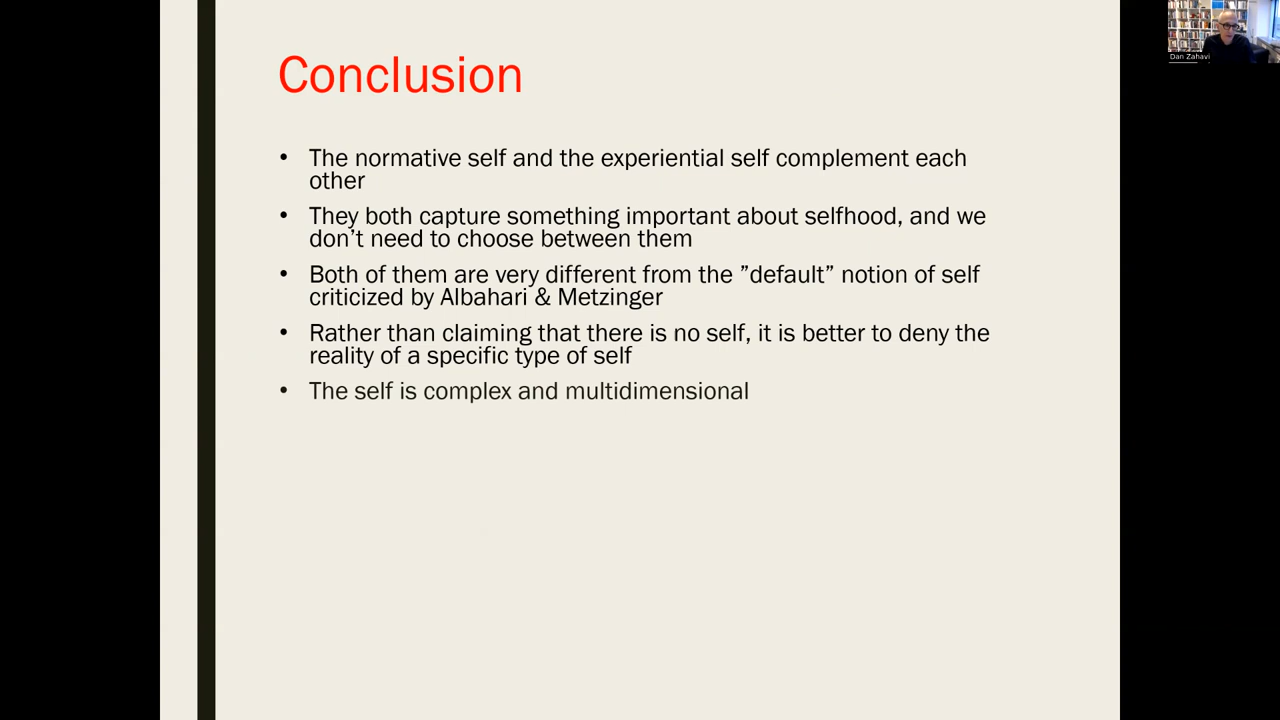 Conclusion
• The normative self and the experiential self complement each
other
• They both capture something important about selfhood, and we
don’t need to choose between them
• Both of them are very different from the ”default” notion of self
criticized by Albahari & Metzinger
• Rather than claiming that there is no self, it is better to deny the
reality of a specific type of self
• The self is complex and multidimensional
Dan Zahavi